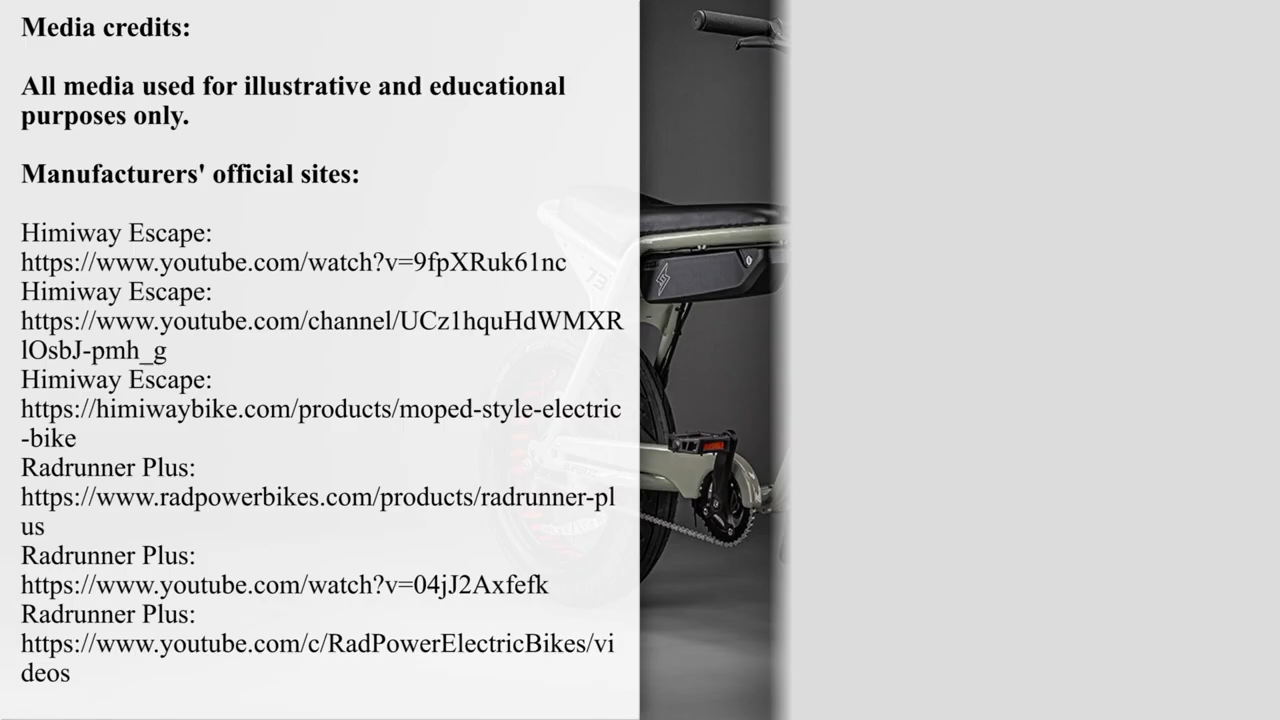 Media credits:
All media used for illustrative and educational
purposes only.
Manufacturers' official sites:
Himiway Escape:
https://www.youtube.com/watch?v=9fpXRuk61nc
Himiway Escape:
https://www.youtube.com/channel/UCz1hquHdWMXR
lOsbJ-pmh_g
Himiway Escape:
https://himiwaybike.com/products/moped-style-electric
-bike
Radrunner Plus:
https://www.radpowerbikes.com/products/radrunner-pl
us
Radrunner Plus:
https://www.youtube.com/watch?v=04jJ2Axfefk
Radrunner Plus:
https://www.youtube.com/c/RadPowerElectricBikes/vi
deos
73